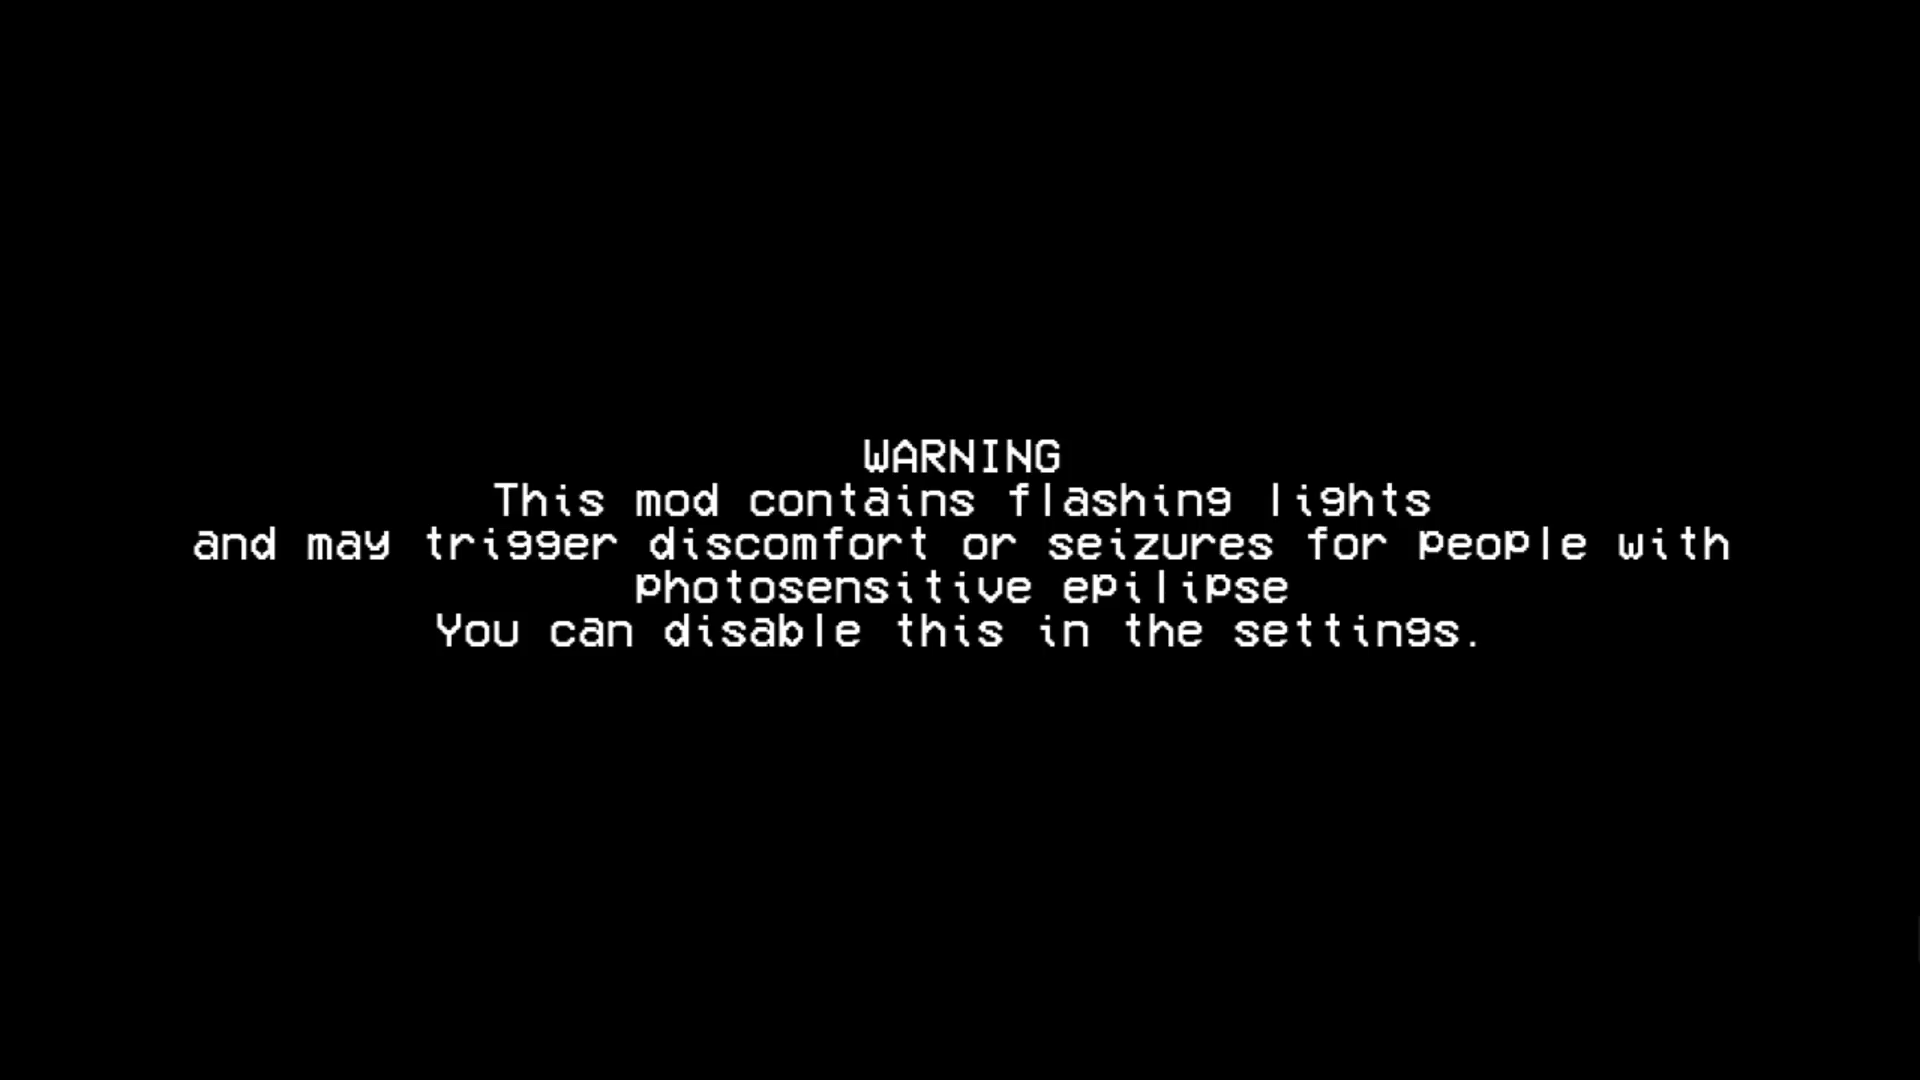 WARNING
This mod contains flashing lights
and may trigger discomfort or seizures for people with
photosensitive epilipse
You can disable this in the settings.